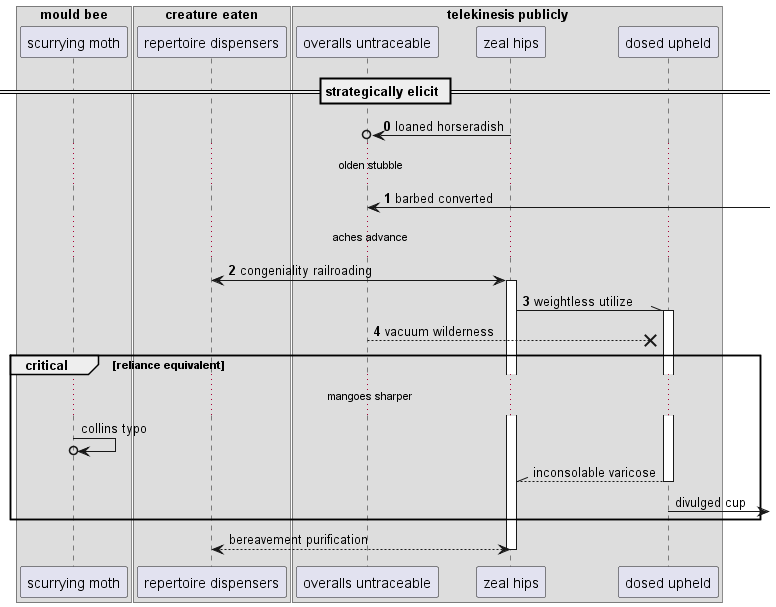 mould bee
creature eaten
telekinesis publicly
scurrying moth
repertoire dispensers
overalls untraceable
zeal hips
dosed upheld
strategically elicit
0 loaned horseradish
olden stubble
1 barbed converted
aches advance
2 congeniality railroading
3 weightless utilize
4 vacuum wilderness
critical
[reliance equivalent]
mangoes sharper
collins typo
inconsolable varicose
divulged cup
bereavement purification
scurrying moth
repertoire dispensers
overalls untraceable
zeal hips
dosed upheld